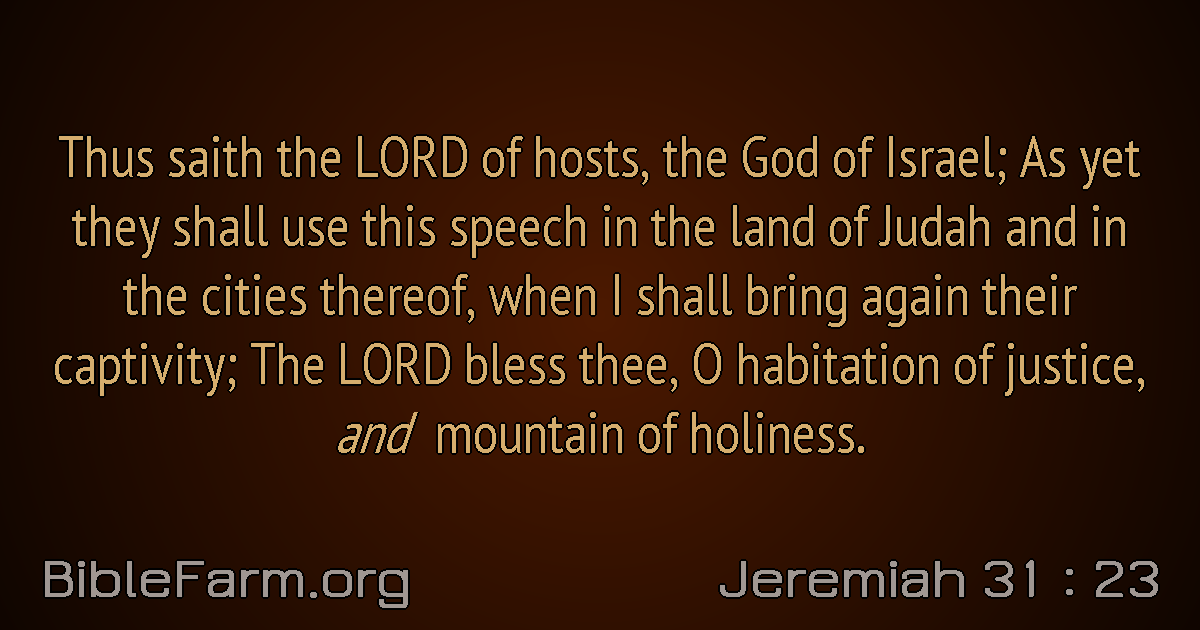 Thus saith the LORD of hosts, the God of Israel; As yet
they shall use this speech in the land of Judah and in
the cities thereof, when I shall bring again their
captivity; The LORD bless thee, O habitation of justice,
and mountain of holiness.
BibleFarm.org
Jeremiah 31 : 23